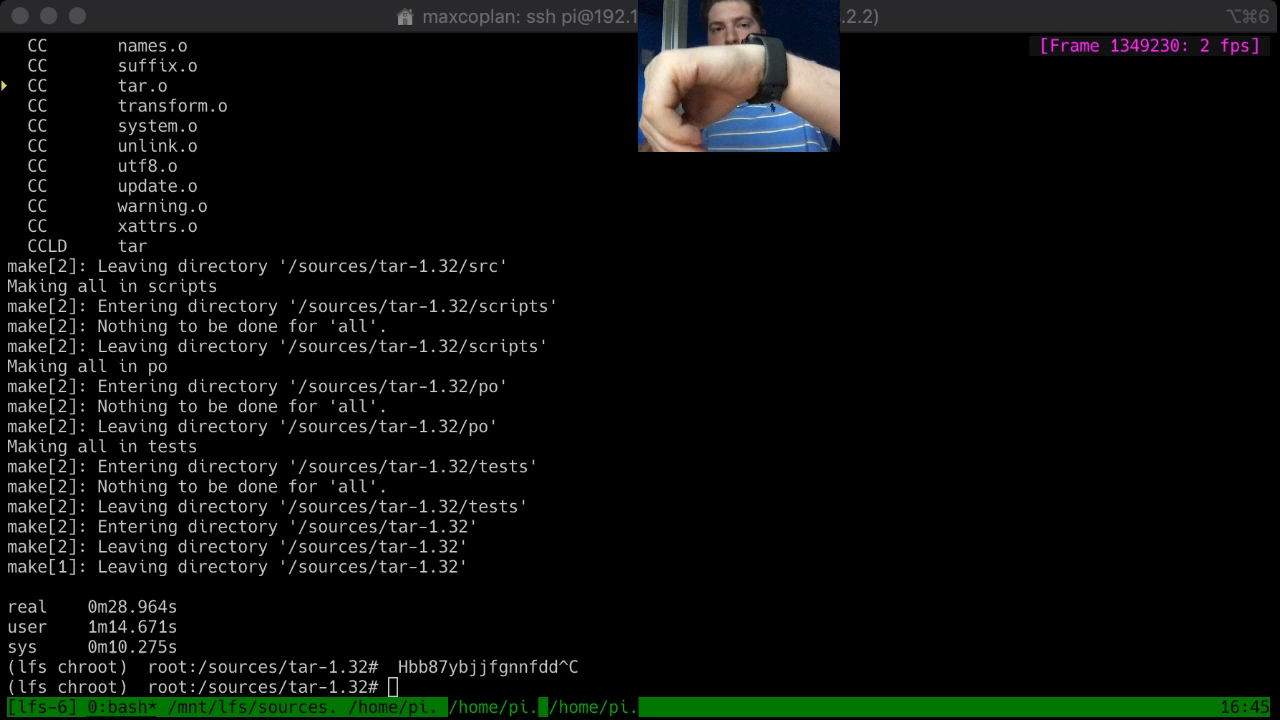 maxcoplan: ssh pi@192.1 .2.2) ⌥⌘6
CC names.o [Frame 1349230: 2 fps]
CC suffix.o
CC tar.o
CC transform.o
CC system.o
CC unlink.o
CC utf8.o
CC update.o
CC warning.o
CC xattrs.o
CCLD tar
make[2]: Leaving directory '/sources/tar-1.32/src'
Making all in scripts
make[2]: Entering directory '/sources/tar-1.32/scripts'
make[2]: Nothing to be done for 'all'.
make[2]: Leaving directory '/sources/tar-1.32/scripts'
Making all in po
make[2]: Entering directory '/sources/tar-1.32/po'
make[2]: Nothing to be done for 'all'.
make[2]: Leaving directory '/sources/tar-1.32/po'
Making all in tests
make[2]: Entering directory '/sources/tar-1.32/tests'
make[2]: Nothing to be done for 'all'.
make[2]: Leaving directory '/sources/tar-1.32/tests'
make[2]: Entering directory '/sources/tar-1.32'
make[2]: Leaving directory '/sources/tar-1.32'
make[1]: Leaving directory '/sources/tar-1.32'
real 0m28.964s
user 1m14.671s
sys 0m10.275s
(lfs chroot) root:/sources/tar-1.32# Hbb87ybjjfgnnfdd^C
(lfs chroot) root:/sources/tar-1.32#
[lfs-6] 0:bash* /mnt/lfs/sources. /home/pi. /home/pi. /home/pi. 16:45